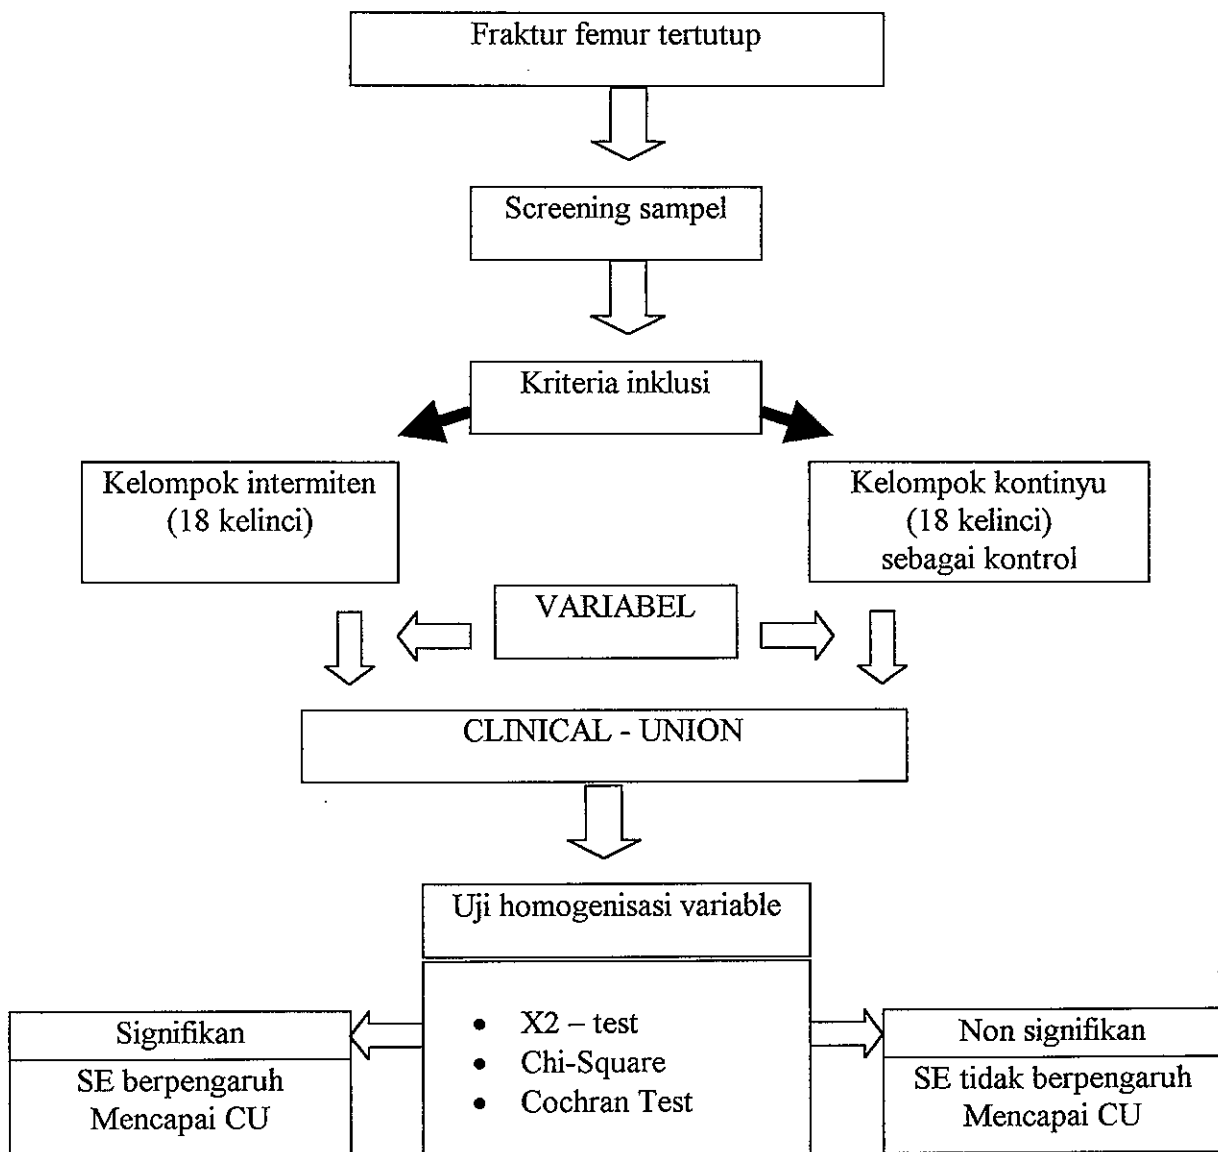 Fraktur femur tertutup
Screening sampel
Kriteria inklusi
Kelompok intermiten
(18 kelinci)
Kelompok kontinyu
(18 kelinci)
sebagai kontrol
VARIABEL
CLINICAL - UNION
Uji homogenisasi variable
• X2 – test
• Chi-Square
• Cochran Test
Signifikan
SE berpengaruh
Mencapai CU
Non signifikan
SE tidak berpengaruh
Mencapai CU